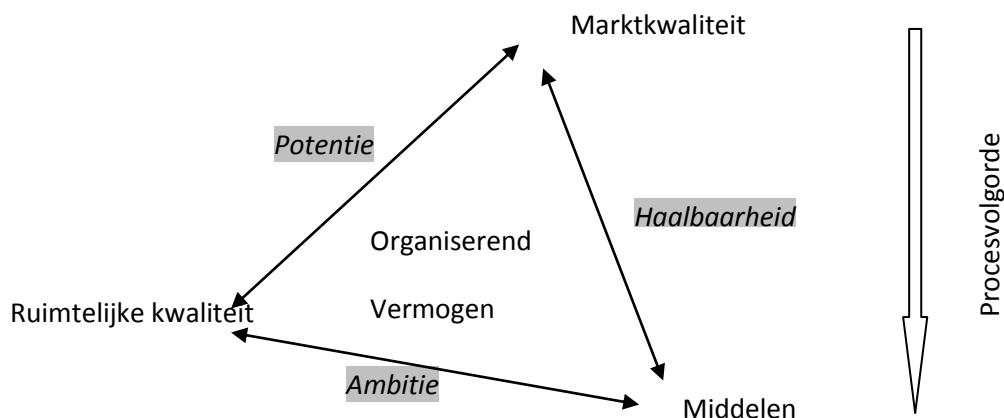 Marktkwaliteit
Potentie
Haalbaarheid
Organiserend
Vermogen
Ruimtelijke kwaliteit
Ambitie
Middelen
Procesvolgorde